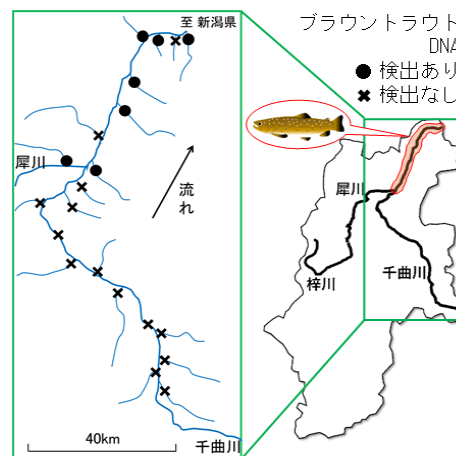 至 新潟県
ブラウントラウト
DNA
● 検出あり
✖ 検出なし
犀川
流れ
犀川
梓川
千曲川
40km
千曲川